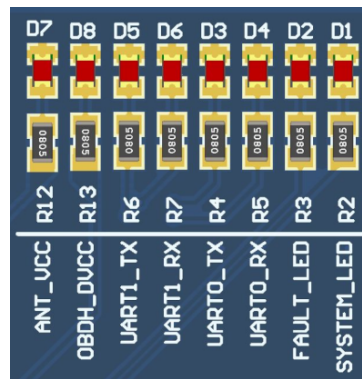 D7 D8 D5 D6 D3 D4 D2 D1
0805 0805 0805 0805 0805 0805 0805 0805
R12 R13 R6 R7 R4 R5 R3 R2
ANT_VCC OBDH_DVCC UART1_TX UART1_RX UART0_TX UART0_RX FAULT_LED SYSTEM_LED